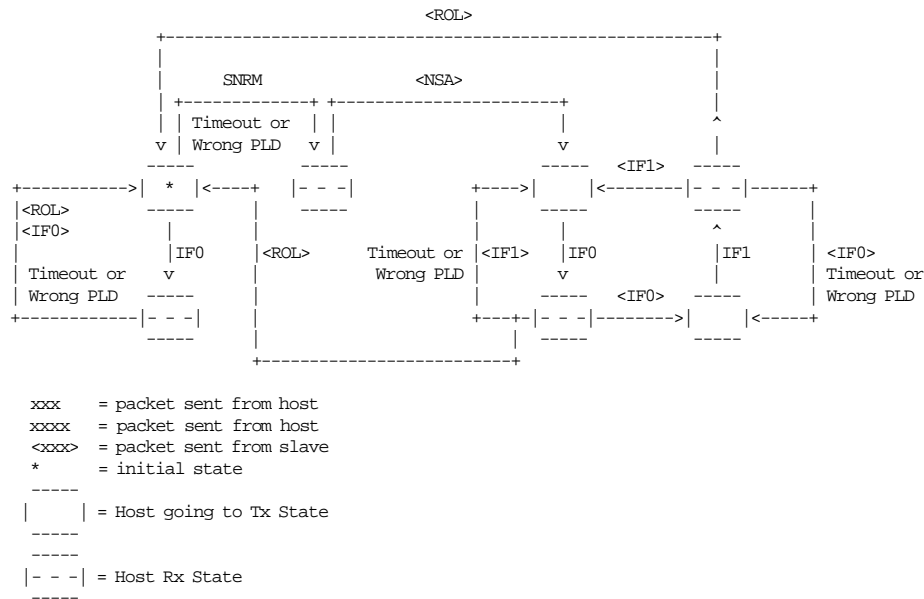 <ROL>
SNRM <NSA>
Timeout or
Wrong PLD
<IF1>
*
<ROL>
<IF0>
IF0 <ROL> Timeout or <IF1> IF0 IF1 <IF0>
Timeout or Wrong PLD Timeout or
Wrong PLD <IF0> Wrong PLD
xxx = packet sent from host
xxxx = packet sent from host
<xxx> = packet sent from slave
* = initial state
= Host going to Tx State
= Host Rx State